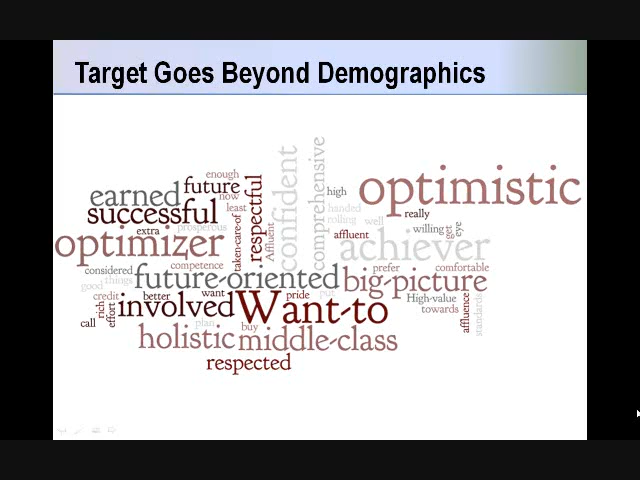 Target Goes Beyond Demographics
enough
future
now
earned
least
successful
extra
prosperous
optimizer
taken-care-of
respectful
Affluent
confident
comprehensive
high
optimistic
handed
rolling
well
really
affluent
willing
get
eye
achiever
considered
competence
prefer
comfortable
good
things
future-oriented
big-picture
credit
better
want
pride
put
High-value
towards
rich
effort
involved
Want-to
affluence
standards
call
plan
buy
holistic
middle-class
respected